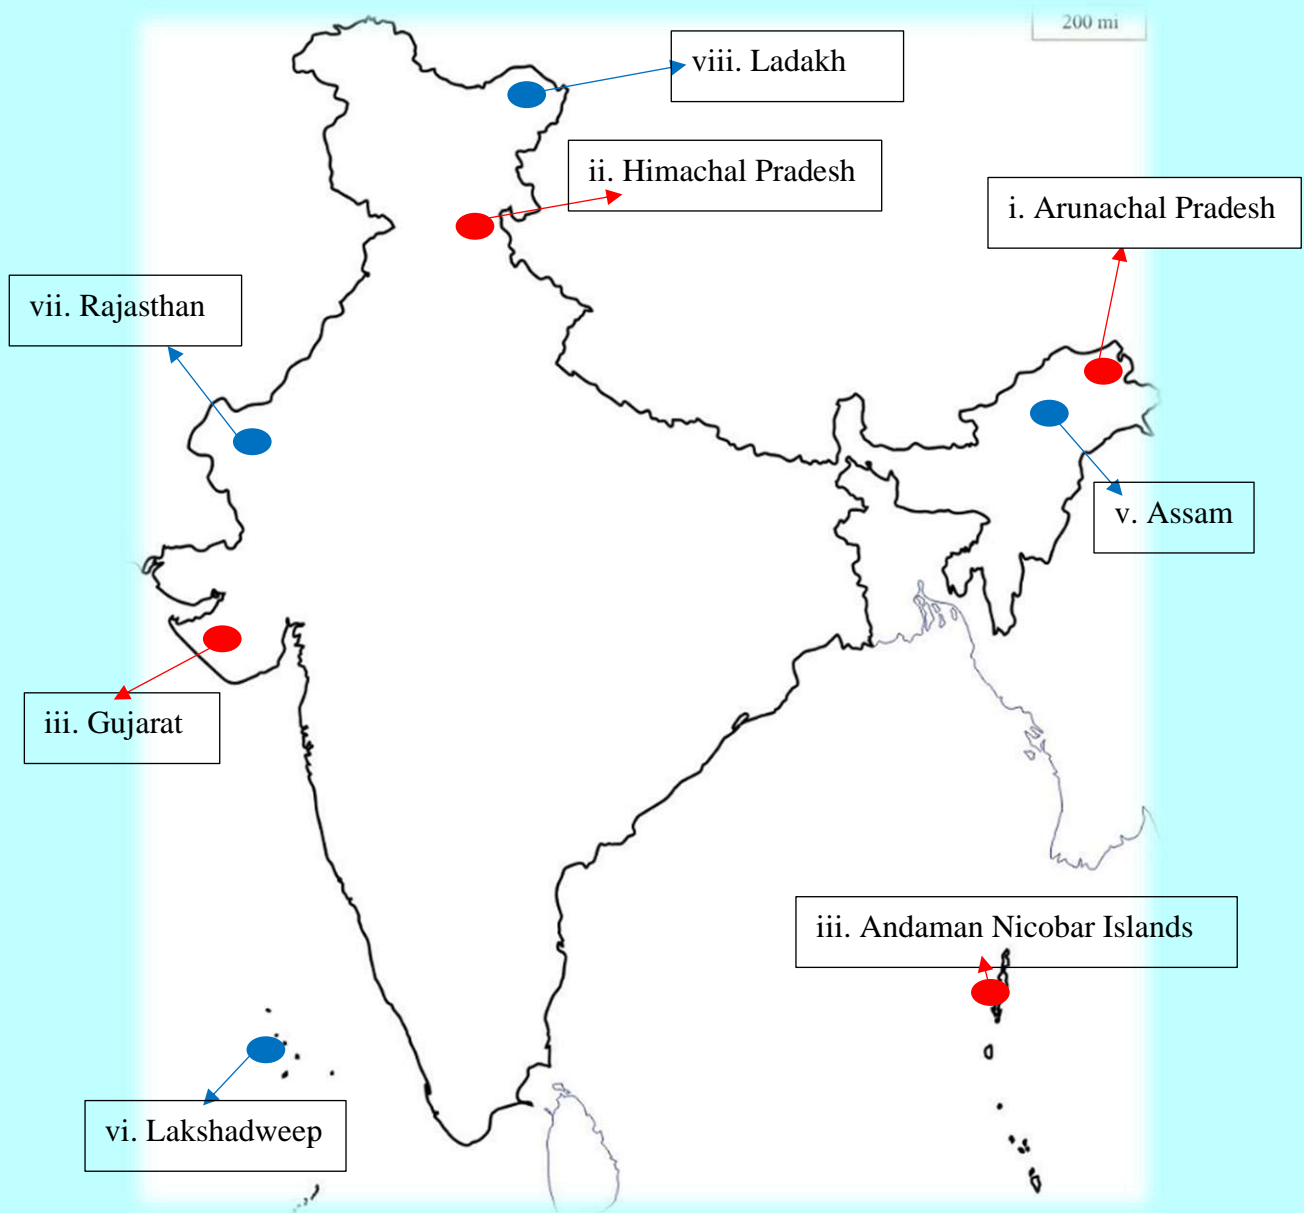 200 mi
viii. Ladakh
ii. Himachal Pradesh
i. Arunachal Pradesh
vii. Rajasthan
v. Assam
iii. Gujarat
iii. Andaman Nicobar Islands
vi. Lakshadweep